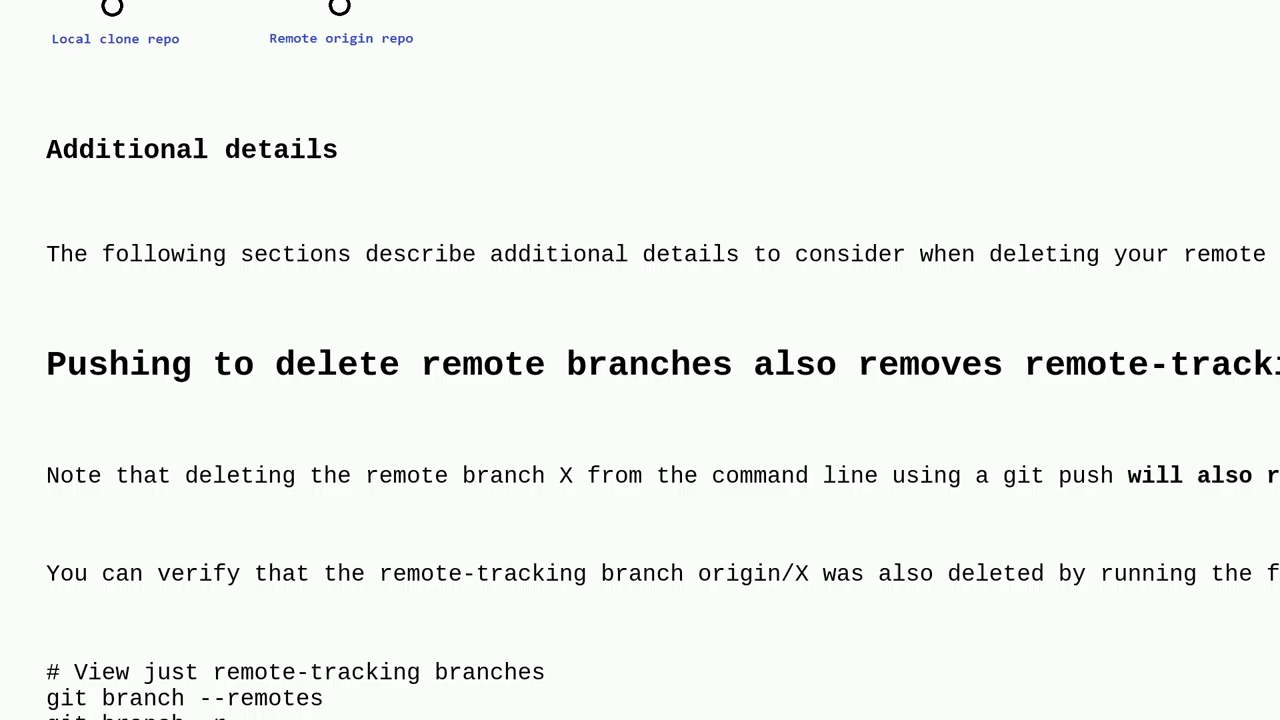 Local clone repo Remote origin repo
Additional details
The following sections describe additional details to consider when deleting your remote
Pushing to delete remote branches also removes remote-tracki
Note that deleting the remote branch X from the command line using a git push will also r
You can verify that the remote-tracking branch origin/X was also deleted by running the f
# View just remote-tracking branches
git branch --remotes
git branch -r